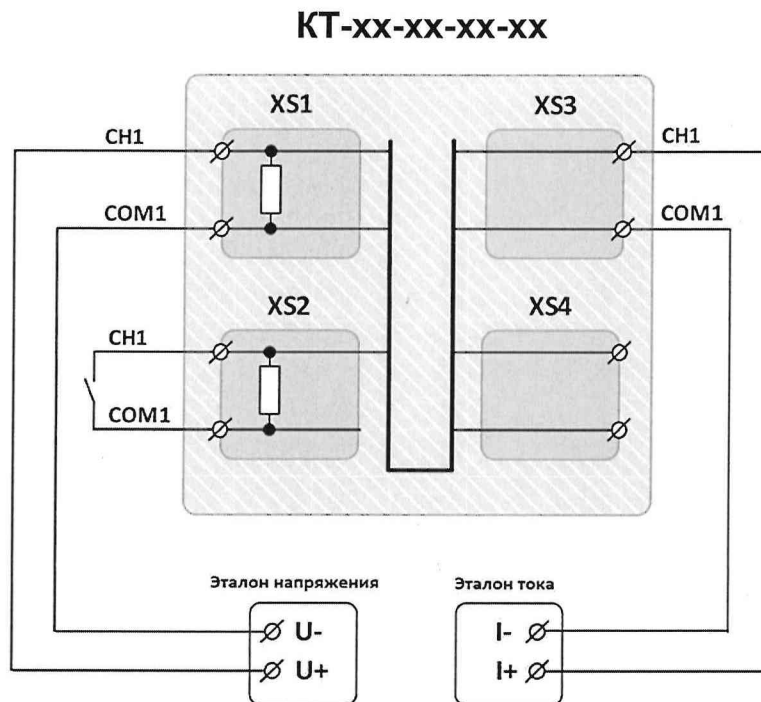 КТ-хх-хх-хх-хх
XS1
XS3
CH1
CH1
COM1
COM1
XS2
XS4
CH1
COM1
Эталон напряжения
Эталон тока
U-
I-
U+
i+